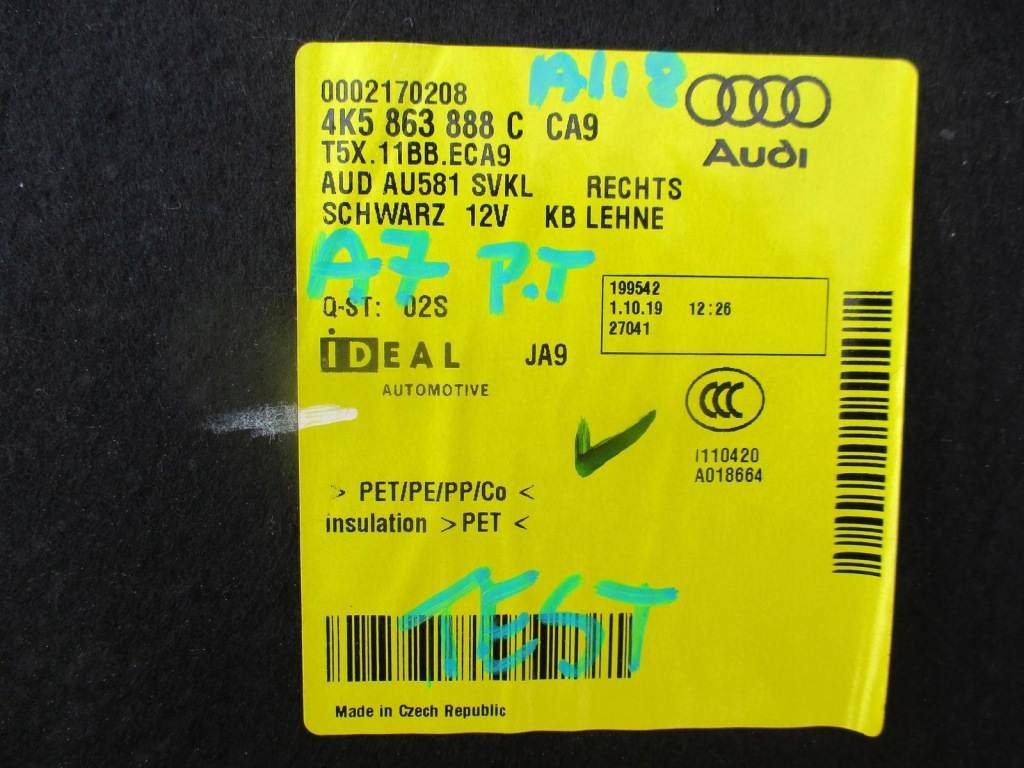 A118
0002170208
4K5 863 888 C CA9
T5X.11BB.ECA9
AUD AU581 SVKL RECHTS
SCHWARZ 12V KB LEHNE
Audi
A7 P.T
Q-ST: 02S
199542
1.10.19 12:26
27041
iDEAL JA9
AUTOMOTIVE
CCC
I110420
A018664
> PET/PE/PP/Co <
insulation >PET <
TEST
Made in Czech Republic